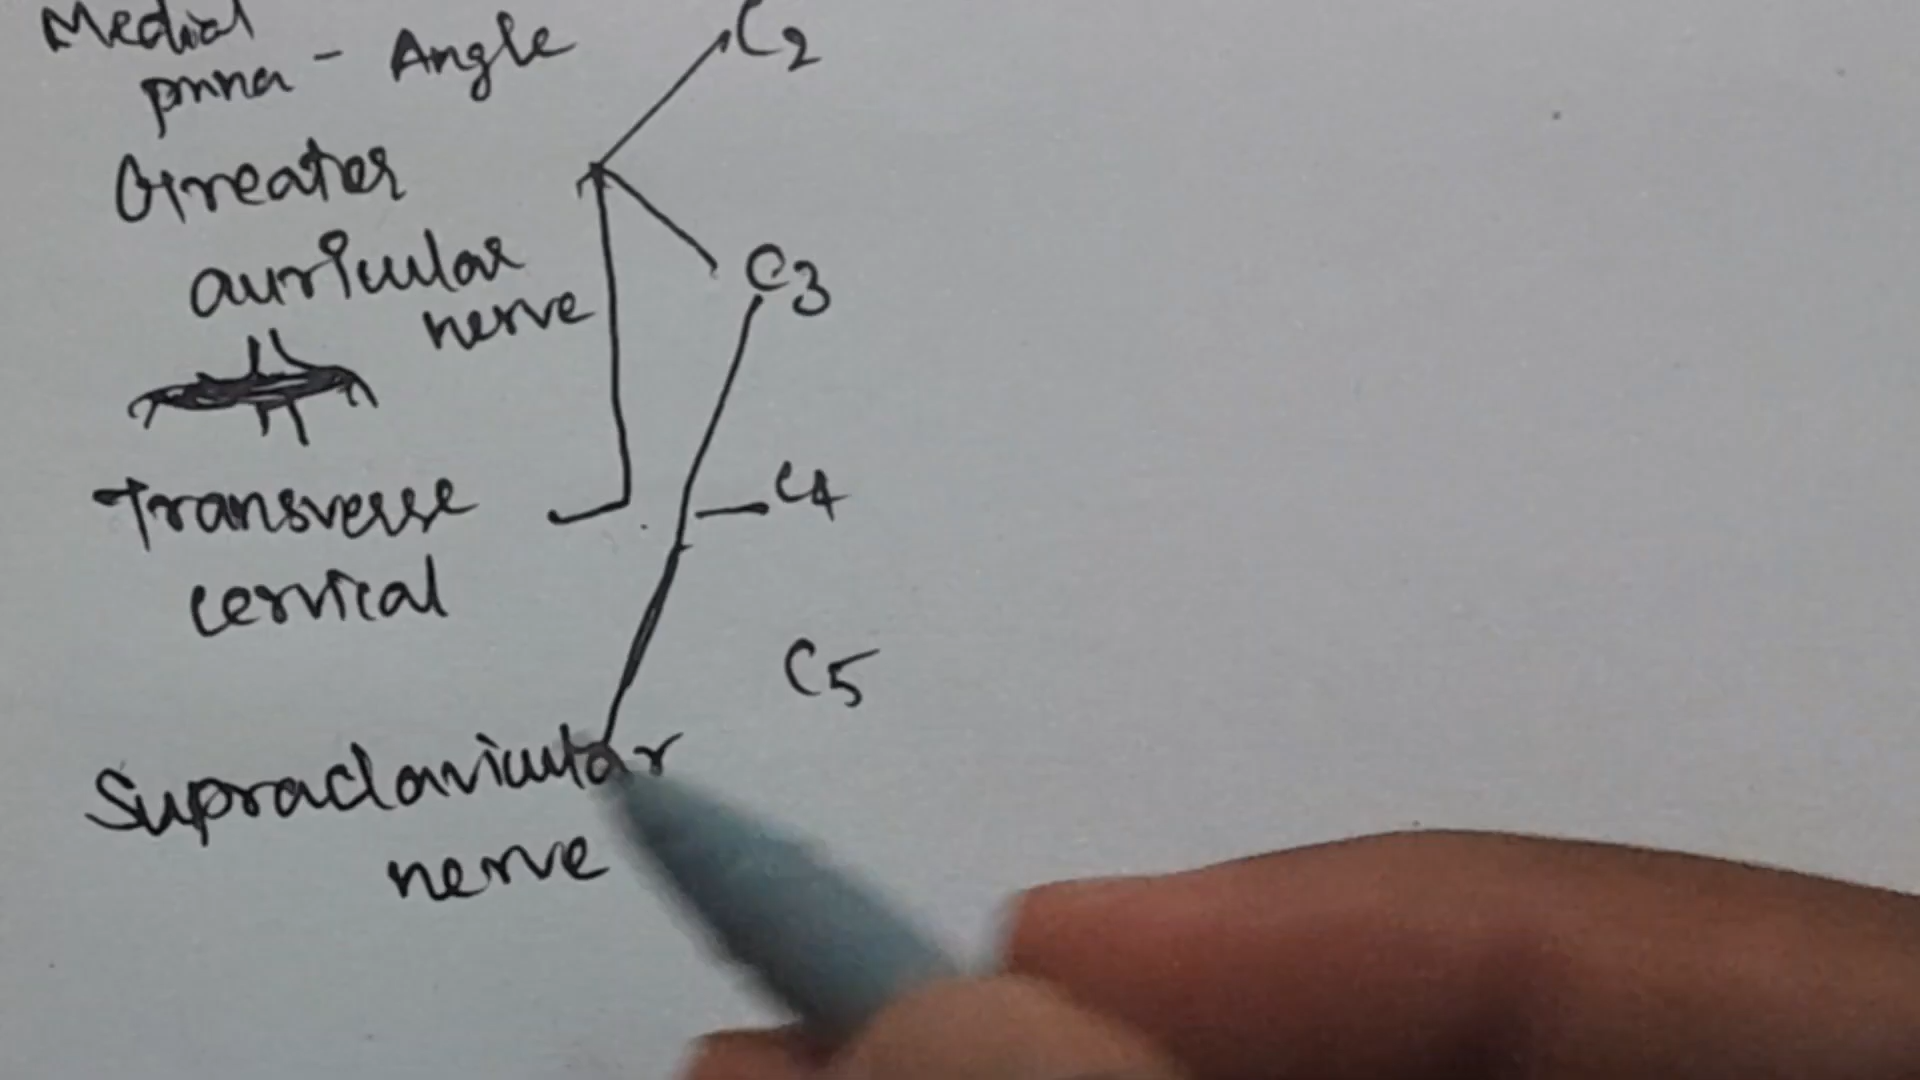 Medial
pinna - Angle
C2
Greater
auricular
nerve
C3
Transverse
cervical
C4
C5
Supraclavicular
nerve